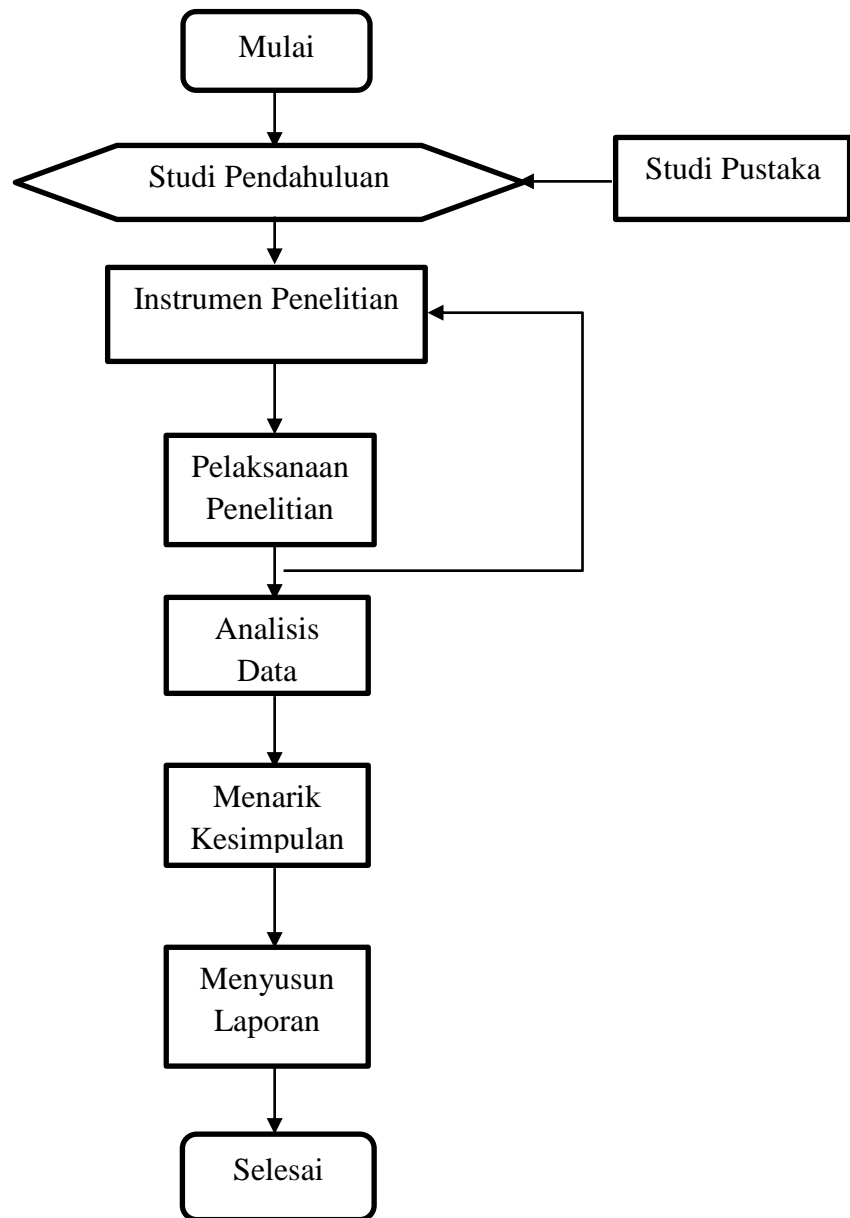 Mulai
Studi Pendahuluan
Studi Pustaka
Instrumen Penelitian
Pelaksanaan
Penelitian
Analisis
Data
Menarik
Kesimpulan
Menyusun
Laporan
Selesai